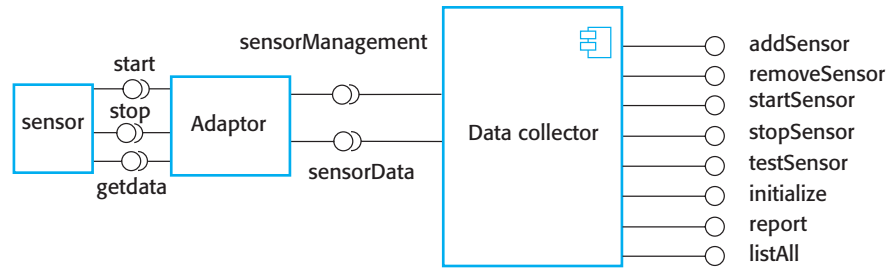 sensorManagement
addSensor
start
removeSensor
startSensor
stop
sensor
Adaptor
Data collector
stopSensor
getdata
sensorData
testSensor
initialize
report
listAll